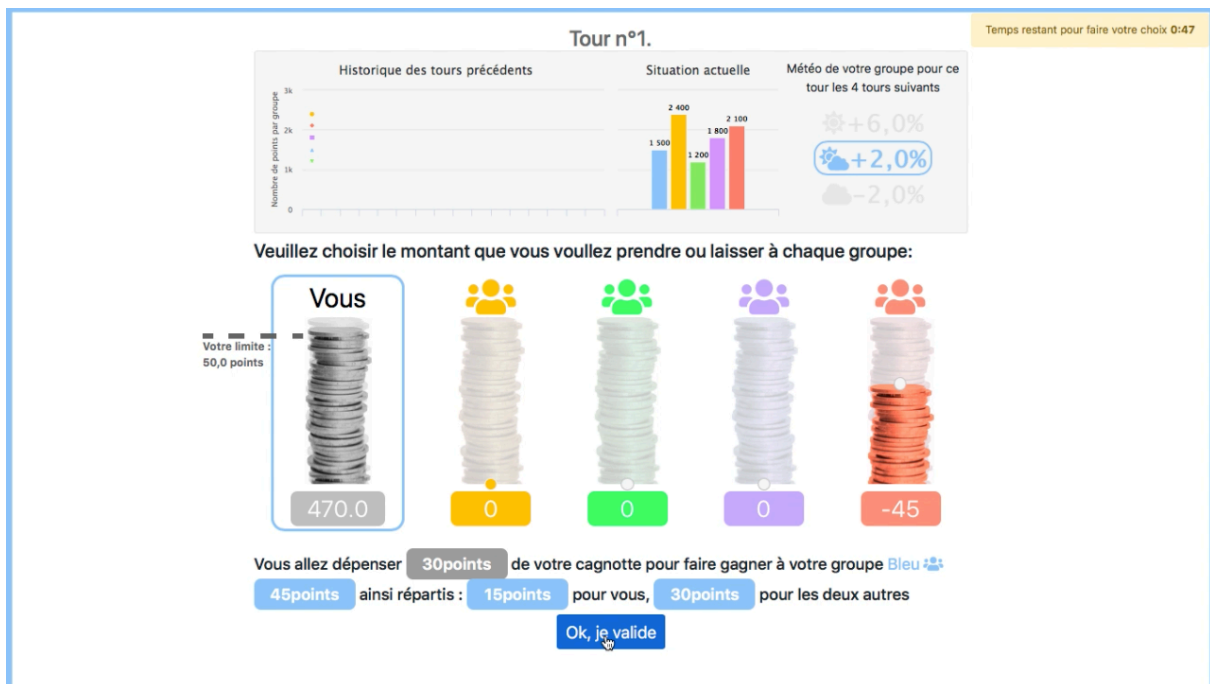 Tour n°1.
Temps restant pour faire votre choix 0:47
Historique des tours précédents
Nombre de points par groupe
3k
2k
1k
0
Situation actuelle
1 500
2 400
1 200
1 800
2 100
Météo de votre groupe pour ce
tour les 4 tours suivants
+6,0%
+2,0%
-2,0%
Veuillez choisir le montant que vous voullez prendre ou laisser à chaque groupe:
Vous
Votre limite :
50,0 points
470.0
0
0
0
-45
Vous allez dépenser 30points de votre cagnotte pour faire gagner à votre groupe Bleu
45points ainsi répartis : 15points pour vous, 30points pour les deux autres
Ok, je valide